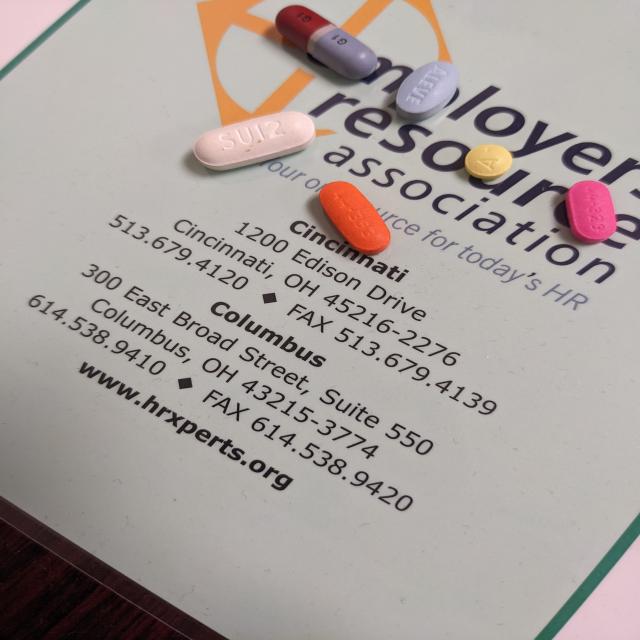 employers
resource
association
our one source for today's HR
Cincinnati
1200 Edison Drive
Cincinnati, OH 45216-2276
513.679.4120 ◆ FAX 513.679.4139
Columbus
300 East Broad Street, Suite 550
Columbus, OH 43215-3774
614.538.9410 ◆ FAX 614.538.9420
www.hrxperts.org
SU12
A